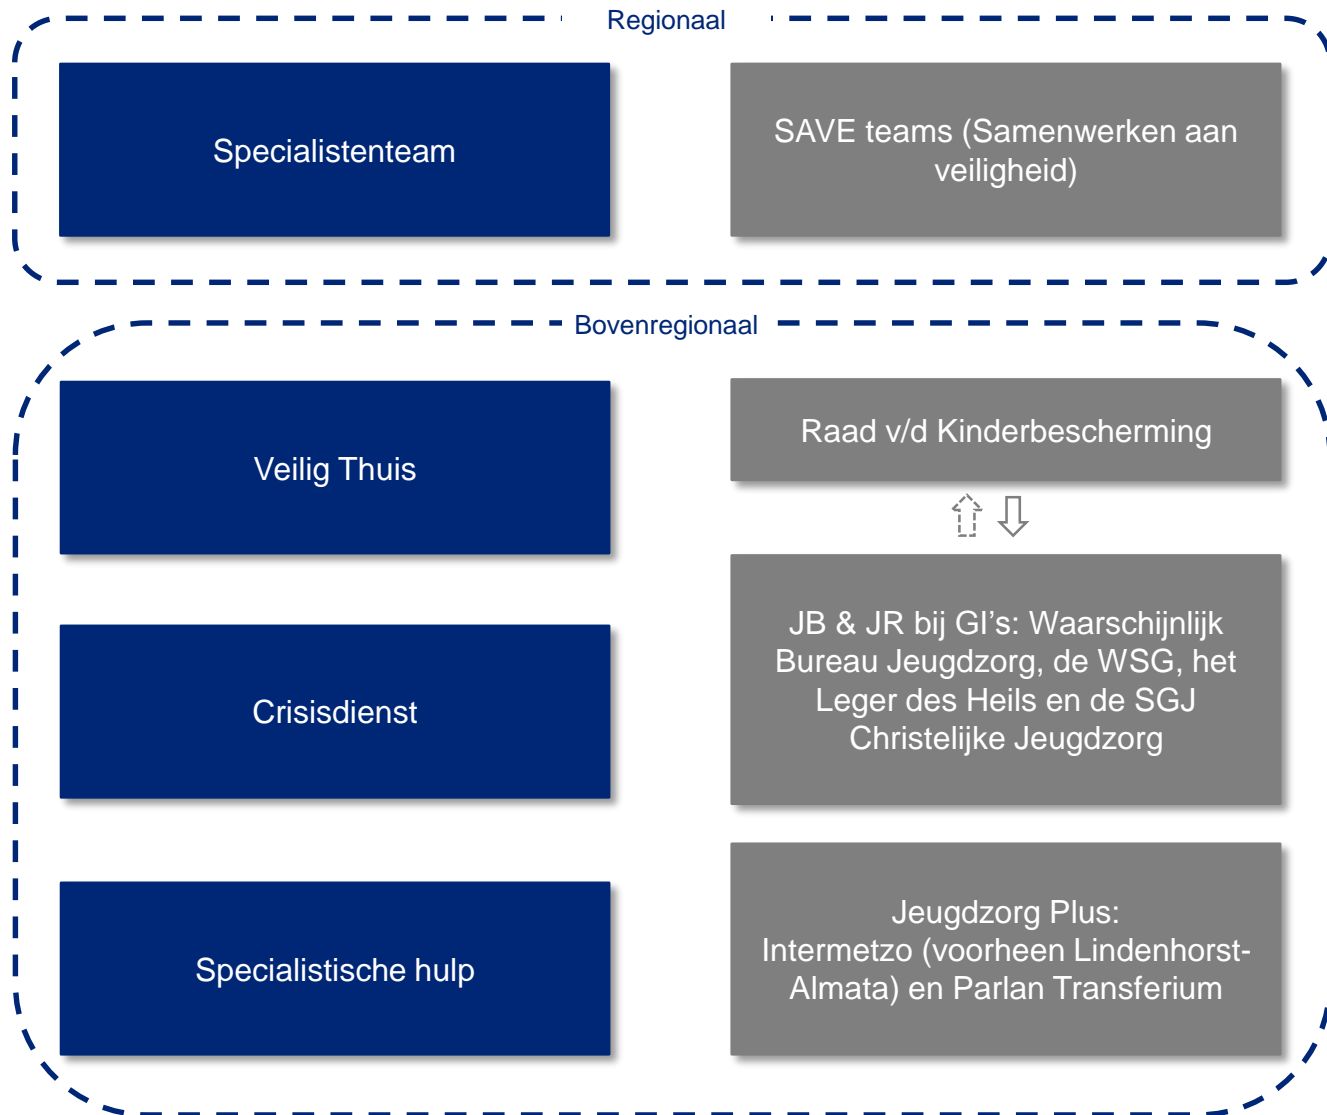 Regionaal
Specialistenteam
SAVE teams (Samenwerken aan
veiligheid)
Bovenregionaal
Veilig Thuis
Raad v/d Kinderbescherming
Crisisdienst
JB & JR bij GI’s: Waarschijnlijk
Bureau Jeugdzorg, de WSG, het
Leger des Heils en de SGJ
Christelijke Jeugdzorg
Specialistische hulp
Jeugdzorg Plus:
Intermetzo (voorheen Lindenhorst-
Almata) en Parlan Transferium